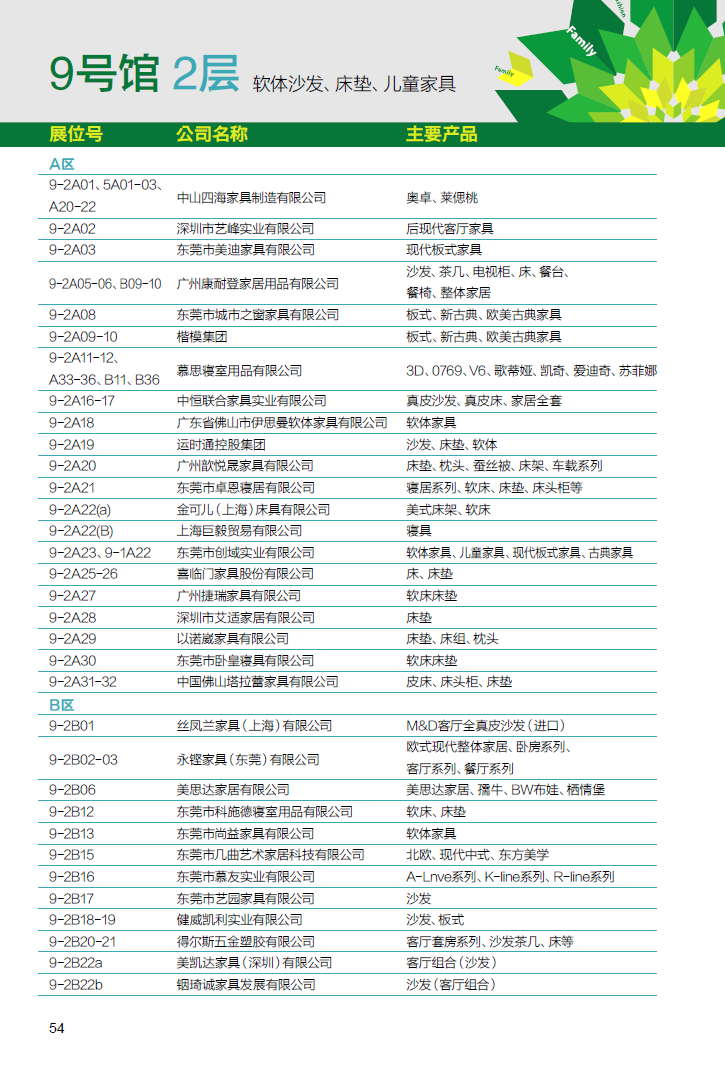 Fashion
Family
Family
9号馆 2层 软体沙发、床垫、儿童家具
展位号 公司名称 主要产品
A区
9-2A01、5A01-03、
A20-22 中山四海家具制造有限公司 奥卓、莱偲桃
9-2A02 深圳市艺峰实业有限公司 后现代客厅家具
9-2A03 东莞市美迪家具有限公司 现代板式家具
9-2A05-06、B09-10 广州康耐登家居用品有限公司 沙发、茶几、电视柜、床、餐台、
餐椅、整体家居
9-2A08 东莞市城市之窗家具有限公司 板式、新古典、欧美古典家具
9-2A09-10 楷模集团 板式、新古典、欧美古典家具
9-2A11-12、
A33-36、B11、B36 慕思寝室用品有限公司 3D、0769、V6、歌蒂娅、凯奇、爱迪奇、苏菲娜
9-2A16-17 中恒联合家具实业有限公司 真皮沙发、真皮床、家居全套
9-2A18 广东省佛山市伊思曼软体家具有限公司 软体家具
9-2A19 运时通控股集团 沙发、床垫、软体
9-2A20 广州歆悦晟家具有限公司 床垫、枕头、蚕丝被、床架、车载系列
9-2A21 东莞市卓恩寝居有限公司 寝居系列、软床、床垫、床头柜等
9-2A22(a) 金可儿（上海）床具有限公司 美式床架、软床
9-2A22(B) 上海巨毅贸易有限公司 寝具
9-2A23、9-1A22 东莞市创域实业有限公司 软体家具、儿童家具、现代板式家具、古典家具
9-2A25-26 喜临门家具股份有限公司 床、床垫
9-2A27 广州捷瑞家具有限公司 软床床垫
9-2A28 深圳市艾适家居有限公司 床垫
9-2A29 以诺崴家具有限公司 床垫、床组、枕头
9-2A30 东莞市卧皇寝具有限公司 软床床垫
9-2A31-32 中国佛山塔拉蕾家具有限公司 皮床、床头柜、床垫
B区
9-2B01 丝凤兰家具（上海）有限公司 M&D客厅全真皮沙发（进口）
9-2B02-03 永铿家具（东莞）有限公司 欧式现代整体家居、卧房系列、
客厅系列、餐厅系列
9-2B06 美思达家居有限公司 美思达家居、孺牛、BW布娃、栖情堡
9-2B12 东莞市科施德寝室用品有限公司 软床、床垫
9-2B13 东莞市尚益家具有限公司 软体家具
9-2B15 东莞市几曲艺术家居科技有限公司 北欧、现代中式、东方美学
9-2B16 东莞市慕友实业有限公司 A-Lnve系列、K-line系列、R-line系列
9-2B17 东莞市艺园家具有限公司 沙发
9-2B18-19 健威凯利实业有限公司 沙发、板式
9-2B20-21 得尔斯五金塑胶有限公司 客厅套房系列、沙发茶几、床等
9-2B22a 美凯达家具（深圳）有限公司 客厅组合（沙发）
9-2B22b 铟琦诚家具发展有限公司 沙发（客厅组合）
54